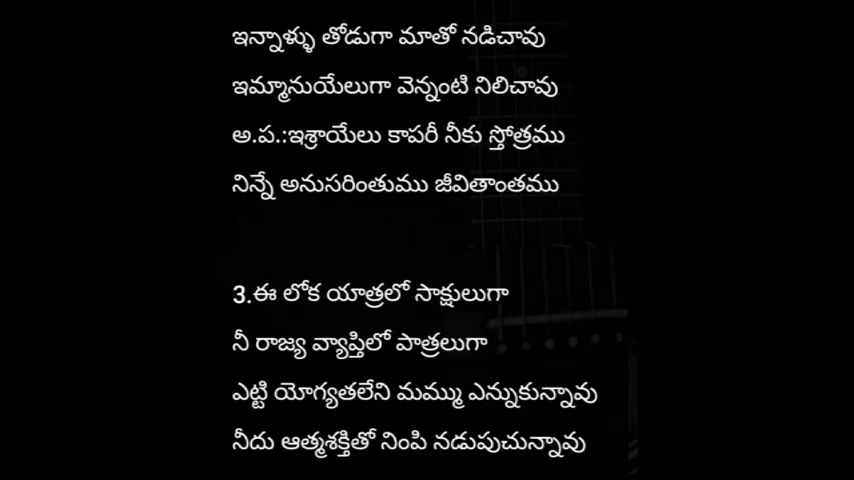 ఇన్నాళ్ళు తోడుగా మాతో నడిచావు
ఇమ్మానుయేలుగా వెన్నంటి నిలిచావు
అ.ప.:ఇశ్రాయేలు కాపరీ నీకు స్తోత్రము
నిన్నే అనుసరింతుము జీవితాంతము
3.ఈ లోక యాత్రలో సాక్షులుగా
నీ రాజ్య వ్యాప్తిలో పాత్రలుగా
ఎట్టి యోగ్యతలేని మమ్ము ఎన్నుకున్నావు
నీదు ఆత్మశక్తితో నింపి నడుపుచున్నావు